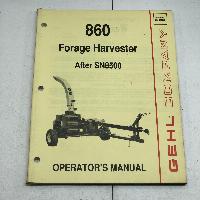 860
Forage Harvester
After SN8500
GEHL COMPANY
OPERATOR'S MANUAL